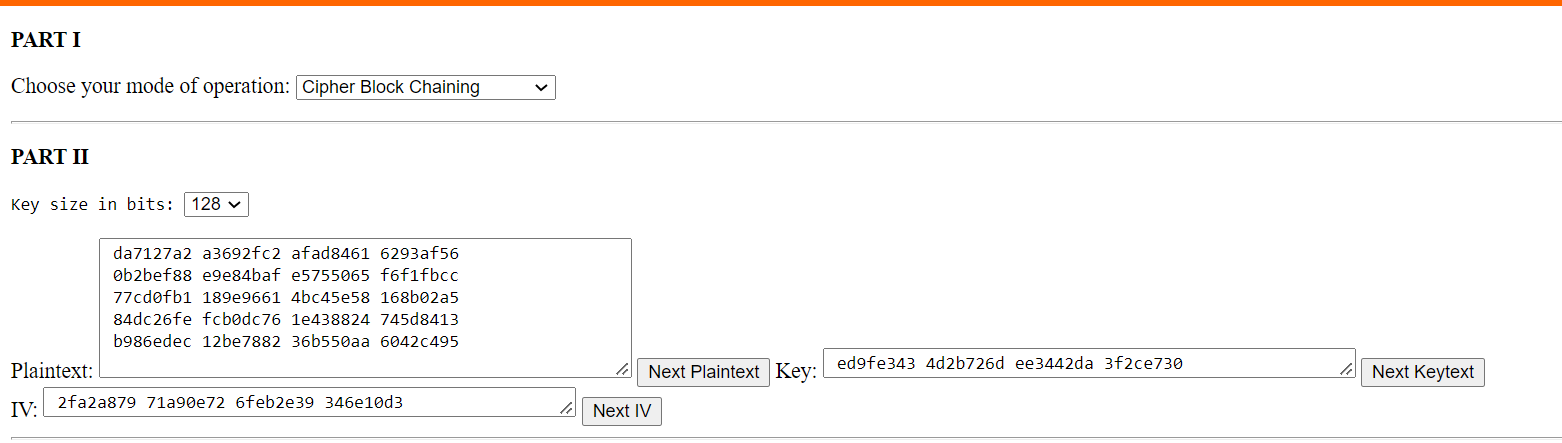 PART I
Choose your mode of operation: Cipher Block Chaining
PART II
Key size in bits: 128
da7127a2 a3692fc2 afad8461 6293af56
0b2bef88 e9e84baf e5755065 f6f1fbcc
77cd0fb1 189e9661 4bc45e58 168b02a5
84dc26fe fcb0dc76 1e438824 745d8413
b986edec 12be7882 36b550aa 6042c495
Plaintext: Next Plaintext Key: ed9fe343 4d2b726d ee3442da 3f2ce730 Next Keytext
IV: 2fa2a879 71a90e72 6feb2e39 346e10d3 Next IV